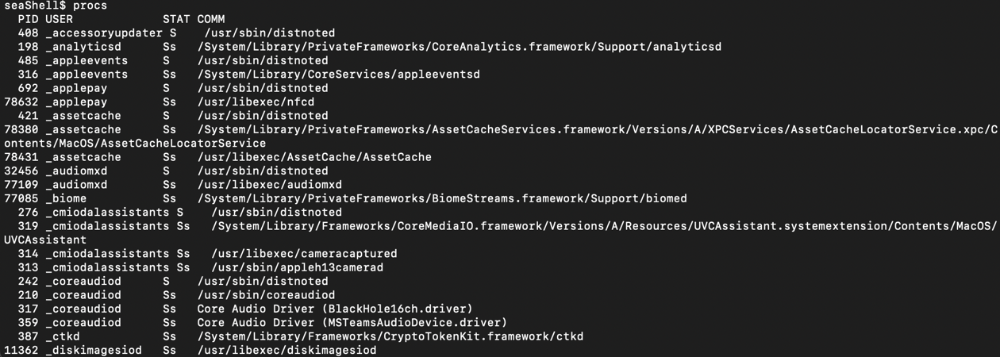 seaShell$ procs
  PID USER             STAT COMM
  408 _accessoryupdater S    /usr/sbin/distnoted
  198 _analyticsd      Ss   /System/Library/PrivateFrameworks/CoreAnalytics.framework/Support/analyticsd
  485 _appleevents     S    /usr/sbin/distnoted
  316 _appleevents     Ss   /System/Library/CoreServices/appleeventsd
  692 _applepay        S    /usr/sbin/distnoted
78632 _applepay        Ss   /usr/libexec/nfcd
  421 _assetcache      S    /usr/sbin/distnoted
78380 _assetcache      Ss   /System/Library/PrivateFrameworks/AssetCacheServices.framework/Versions/A/XPCServices/AssetCacheLocatorService.xpc/C
ontents/MacOS/AssetCacheLocatorService
78431 _assetcache      Ss   /usr/libexec/AssetCache/AssetCache
32456 _audiomxd        S    /usr/sbin/distnoted
77109 _audiomxd        Ss   /usr/libexec/audiomxd
77085 _biome           Ss   /System/Library/PrivateFrameworks/BiomeStreams.framework/Support/biomed
  276 _cmiodalassistants S    /usr/sbin/distnoted
  319 _cmiodalassistants Ss   /System/Library/Frameworks/CoreMediaIO.framework/Versions/A/Resources/UVCAssistant.systemextension/Contents/MacOS/
UVCAssistant
  314 _cmiodalassistants Ss   /usr/libexec/cameracaptured
  313 _cmiodalassistants Ss   /usr/sbin/appleh13camerad
  242 _coreaudiod      S    /usr/sbin/distnoted
  210 _coreaudiod      Ss   /usr/sbin/coreaudiod
  317 _coreaudiod      Ss   Core Audio Driver (BlackHole16ch.driver)
  359 _coreaudiod      Ss   Core Audio Driver (MSTeamsAudioDevice.driver)
  387 _ctkd            Ss   /System/Library/Frameworks/CryptoTokenKit.framework/ctkd
11362 _diskimagesiod   Ss   /usr/libexec/diskimagesiod